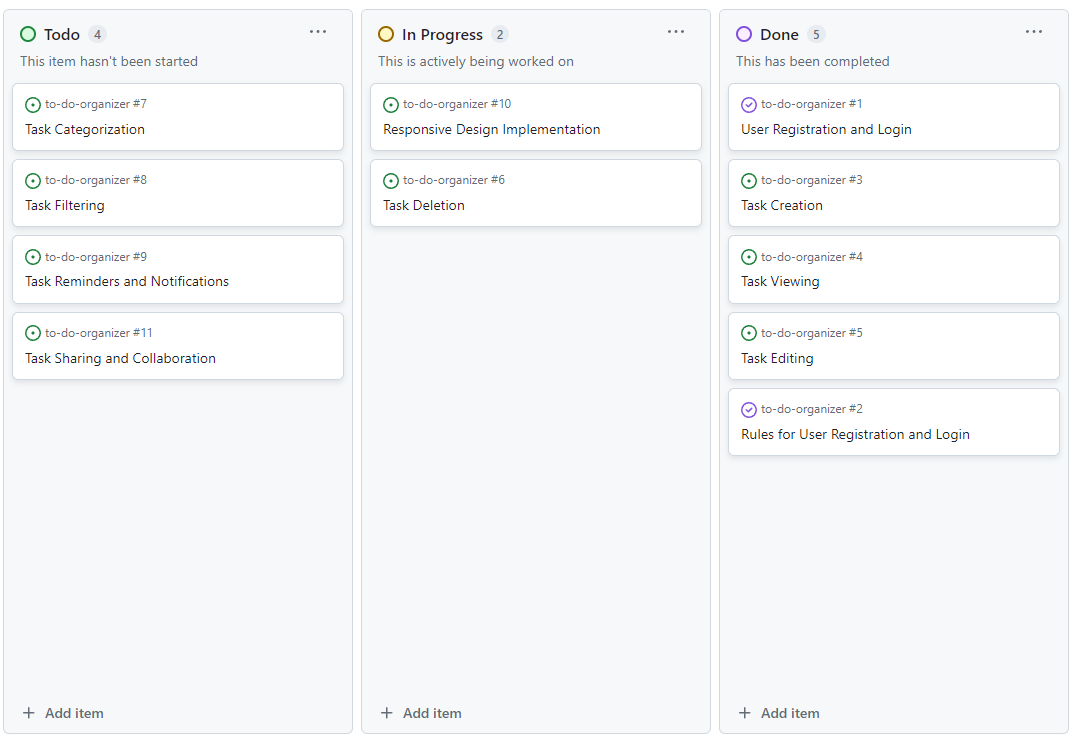 Todo 4
This item hasn't been started
to-do-organizer #7
Task Categorization
to-do-organizer #8
Task Filtering
to-do-organizer #9
Task Reminders and Notifications
to-do-organizer #11
Task Sharing and Collaboration
+ Add item
In Progress 2
This is actively being worked on
to-do-organizer #10
Responsive Design Implementation
to-do-organizer #6
Task Deletion
+ Add item
Done 5
This has been completed
to-do-organizer #1
User Registration and Login
to-do-organizer #3
Task Creation
to-do-organizer #4
Task Viewing
to-do-organizer #5
Task Editing
to-do-organizer #2
Rules for User Registration and Login
+ Add item